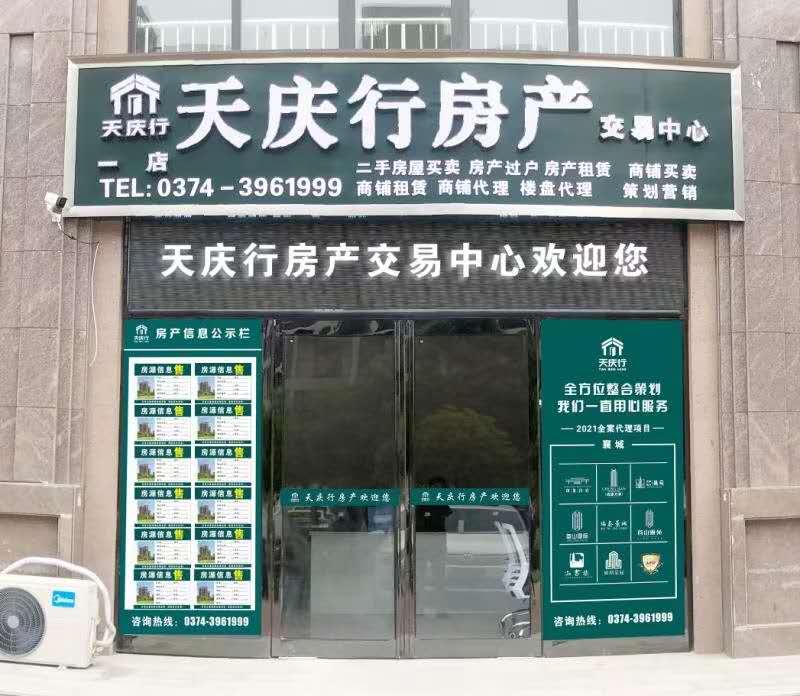 天庆行
一 店
天庆行房产 交易中心
二手房屋买卖 房产过户 房产租赁 商铺买卖
TEL: 0374-3961999 商铺租赁 商铺代理 楼盘代理 策划营销
天庆行房产交易中心欢迎您
天庆行 房产信息公示栏
房源信息售 房源信息售
房源信息售 房源信息售
房源信息售 房源信息售
房源信息售 房源信息售
房源信息售 房源信息售
房源信息售 房源信息售
咨询热线：0374-3961999
天庆行房产欢迎您
天庆行房产欢迎您
天庆行
全方位整合策划
我们一直用心服务
2021全案代理项目
襄城
咨询热线：0374-3961999
Midea